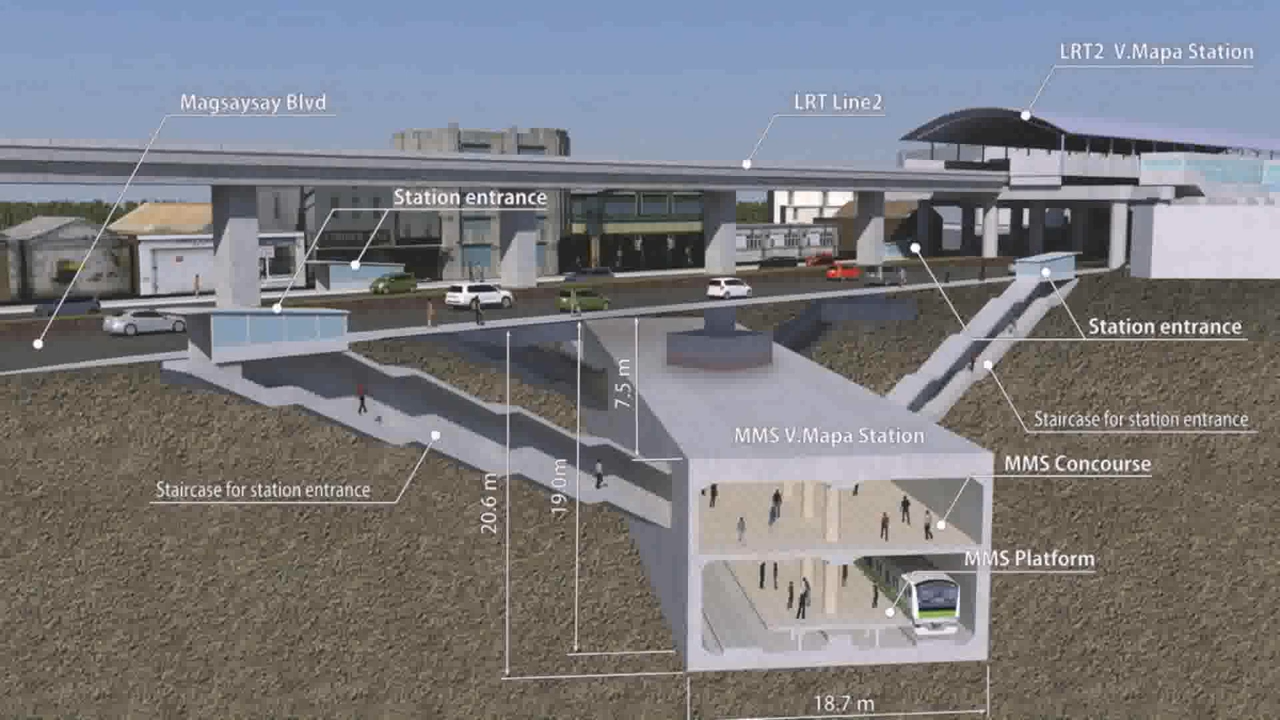 LRT2 V.Mapa Station
Magsaysay Blvd
LRT Line2
Station entrance
Station entrance
7.5 m
Staircase for station entrance
MMS V.Mapa Station
MMS Concourse
Staircase for station entrance
20.6 m
19.0m
MMS Platform
18.7 m